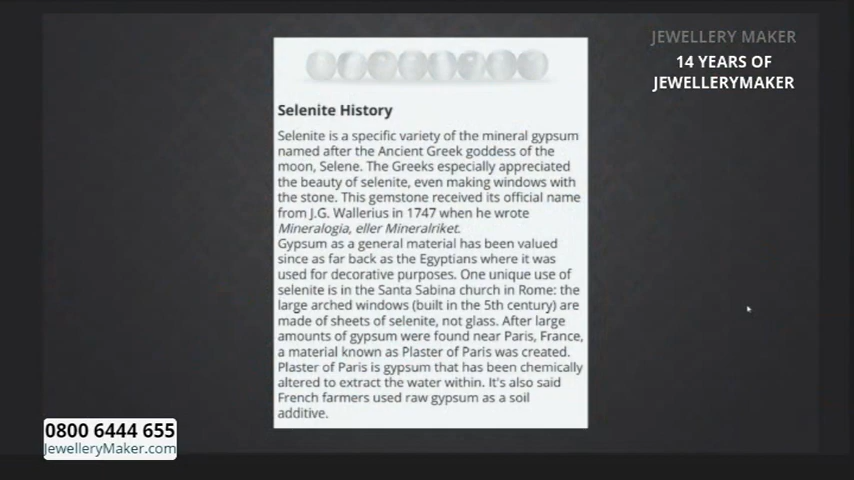 JEWELLERY MAKER
14 YEARS OF
JEWELLERYMAKER
Selenite History
Selenite is a specific variety of the mineral gypsum
named after the Ancient Greek goddess of the
moon, Selene. The Greeks especially appreciated
the beauty of selenite, even making windows with
the stone. This gemstone received its official name
from J.G. Wallerius in 1747 when he wrote
Mineralogia, eller Mineralriket.
Gypsum as a general material has been valued
since as far back as the Egyptians where it was
used for decorative purposes. One unique use of
selenite is in the Santa Sabina church in Rome: the
large arched windows (built in the 5th century) are
made of sheets of selenite, not glass. After large
amounts of gypsum were found near Paris, France,
a material known as Plaster of Paris was created.
Plaster of Paris is gypsum that has been chemically
altered to extract the water within. It's also said
French farmers used raw gypsum as a soil
additive.
0800 6444 655
JewelleryMaker.com